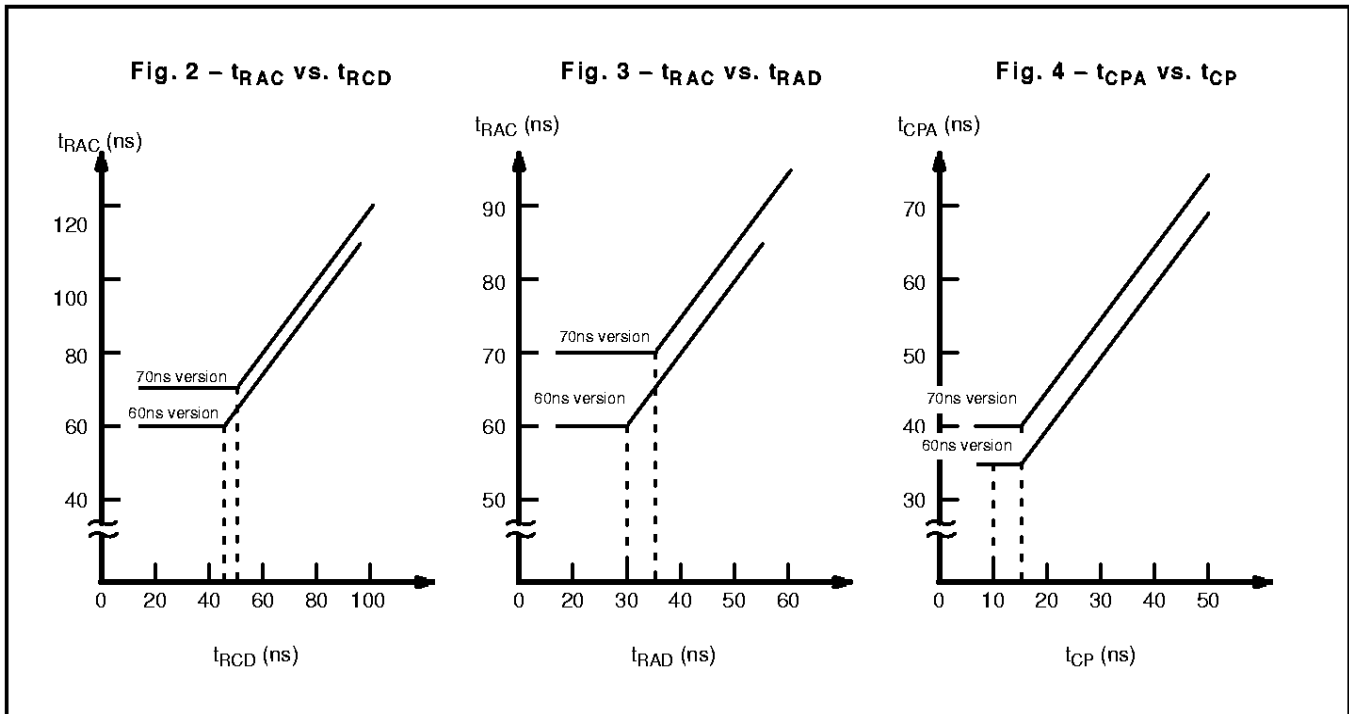 Fig. 2 – tRAC vs. tRCD
tRAC (ns)
120
100
80
70ns version
60ns version
60
40
0 20 40 60 80 100
tRCD (ns)
Fig. 3 – tRAC vs. tRAD
tRAC (ns)
90
80
70ns version
70
60ns version
60
50
0 10 20 30 40 50 60
tRAD (ns)
Fig. 4 – tCPA vs. tCP
tCPA (ns)
70
60
50
70ns version
40
60ns version
30
0 10 20 30 40 50
tCP (ns)